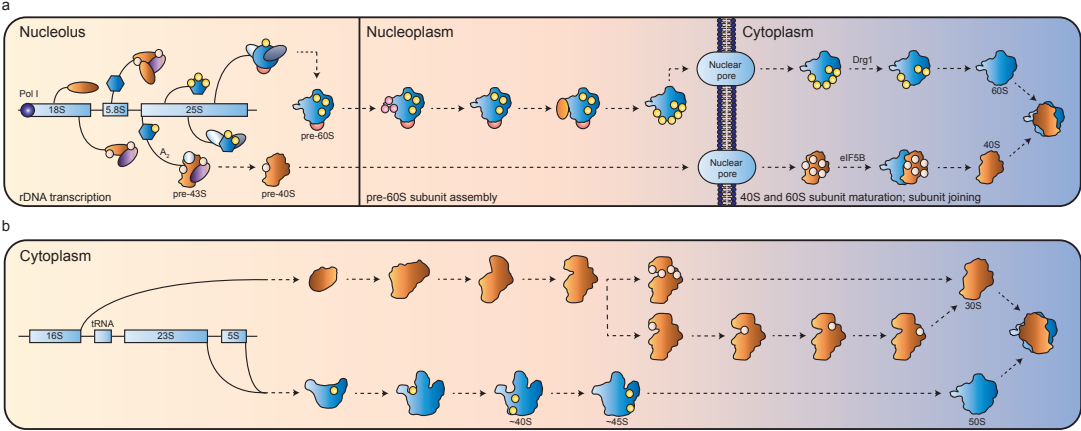 a
Nucleolus
Nucleoplasm
Cytoplasm
Pol I
18S
5.8S
25S
A2
pre-43S
pre-40S
pre-60S
rDNA transcription
pre-60S subunit assembly
Nuclear
pore
Nuclear
pore
Drg1
60S
eIF5B
40S
40S and 60S subunit maturation; subunit joining
b
Cytoplasm
16S
tRNA
23S
5S
~40S
~45S
30S
50S